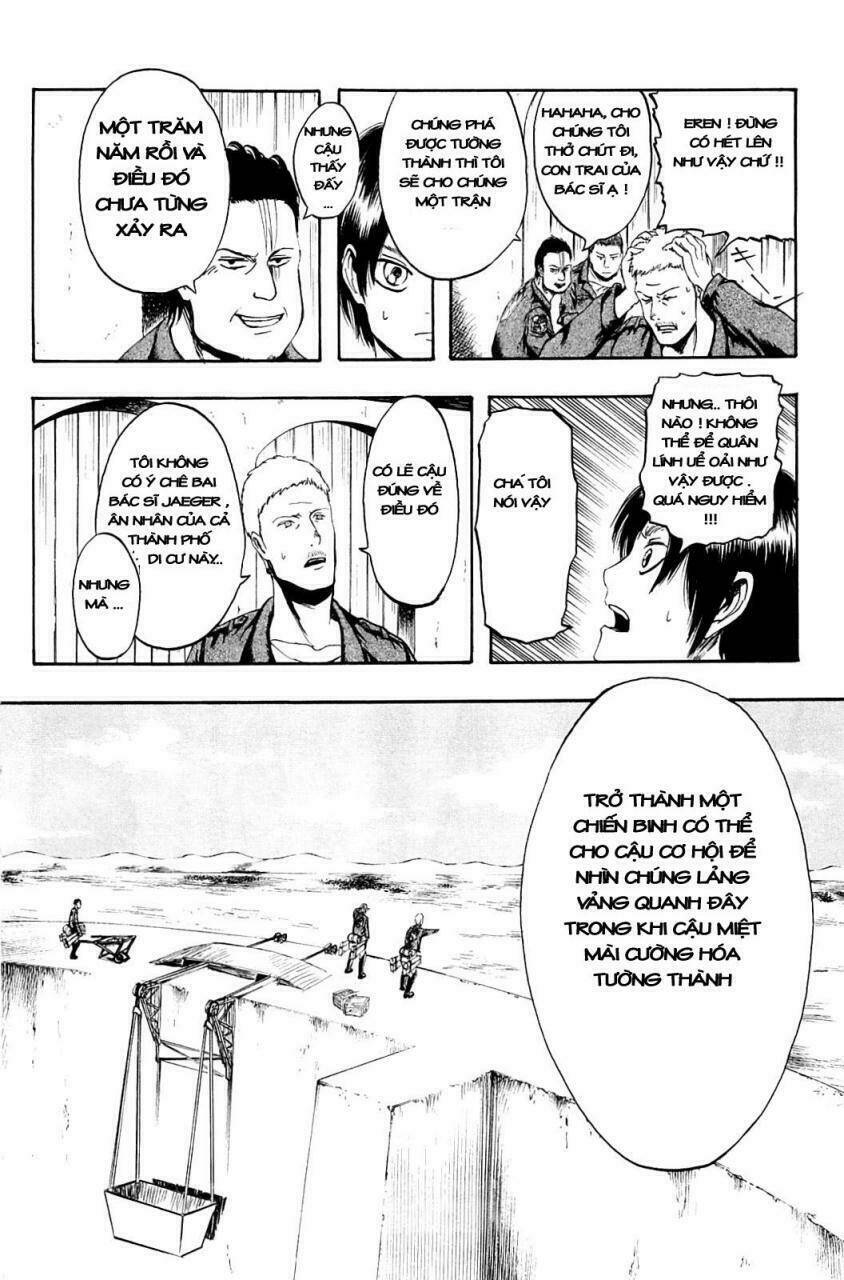 EREN ! ĐỪNG
CÓ HÉT LÊN
NHƯ VẬY CHỨ !!
HAHAHA, CHO
CHÚNG TÔI
THỞ CHÚT ĐI,
CON TRAI CỦA
BÁC SĨ Ạ !
CHÚNG PHÁ
ĐƯỢC TƯỜNG
THÀNH THÌ TÔI
SẼ CHO CHÚNG
MỘT TRẬN
NHƯNG
CẬU
THẤY
ĐẤY
...
MỘT TRĂM
NĂM RỒI VÀ
ĐIỀU ĐÓ
CHƯA TỪNG
XẢY RA
NHƯNG.. THÔI
NÀO ! KHÔNG
THỂ ĐỂ QUÂN
LÍNH UỂ OẢI NHƯ
VẬY ĐƯỢC .
QUÁ NGUY HIỂM
!!!
CHÁ TÔI
NÓI VẬY
CÓ LẼ CẬU
ĐÚNG VỀ
ĐIỀU ĐÓ
TÔI KHÔNG
CÓ Ý CHÊ BAI
BÁC SĨ JAEGER ,
ÂN NHÂN CỦA CẢ
THÀNH PHỐ
DI CƯ NÀY..
NHƯNG
MÀ ...
TRỞ THÀNH MỘT
CHIẾN BINH CÓ THỂ
CHO CẬU CƠ HỘI ĐỂ
NHÌN CHÚNG LẢNG
VẢNG QUANH ĐÂY
TRONG KHI CẬU MIỆT
MÀI CƯỜNG HÓA
TƯỜNG THÀNH